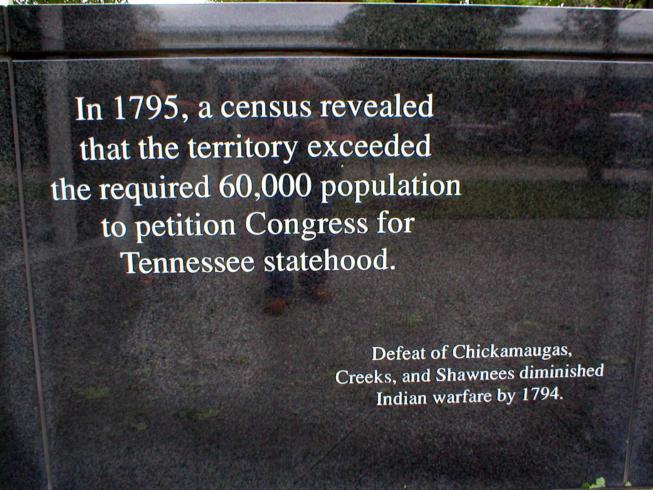 In 1795, a census revealed
that the territory exceeded
the required 60,000 population
to petition Congress for
Tennessee statehood.
Defeat of Chickamaugas,
Creeks, and Shawnees diminished
Indian warfare by 1794.